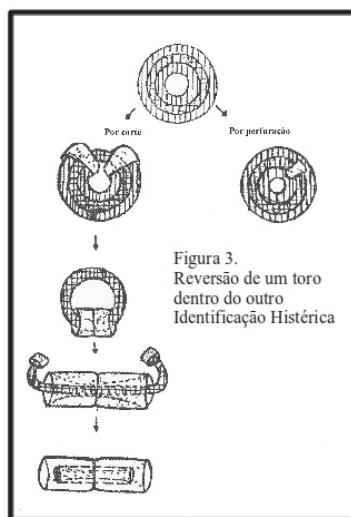 Por corte
Por perfuração
Figura 3.
Reversão de um toro
dentro do outro
Identificação Histérica